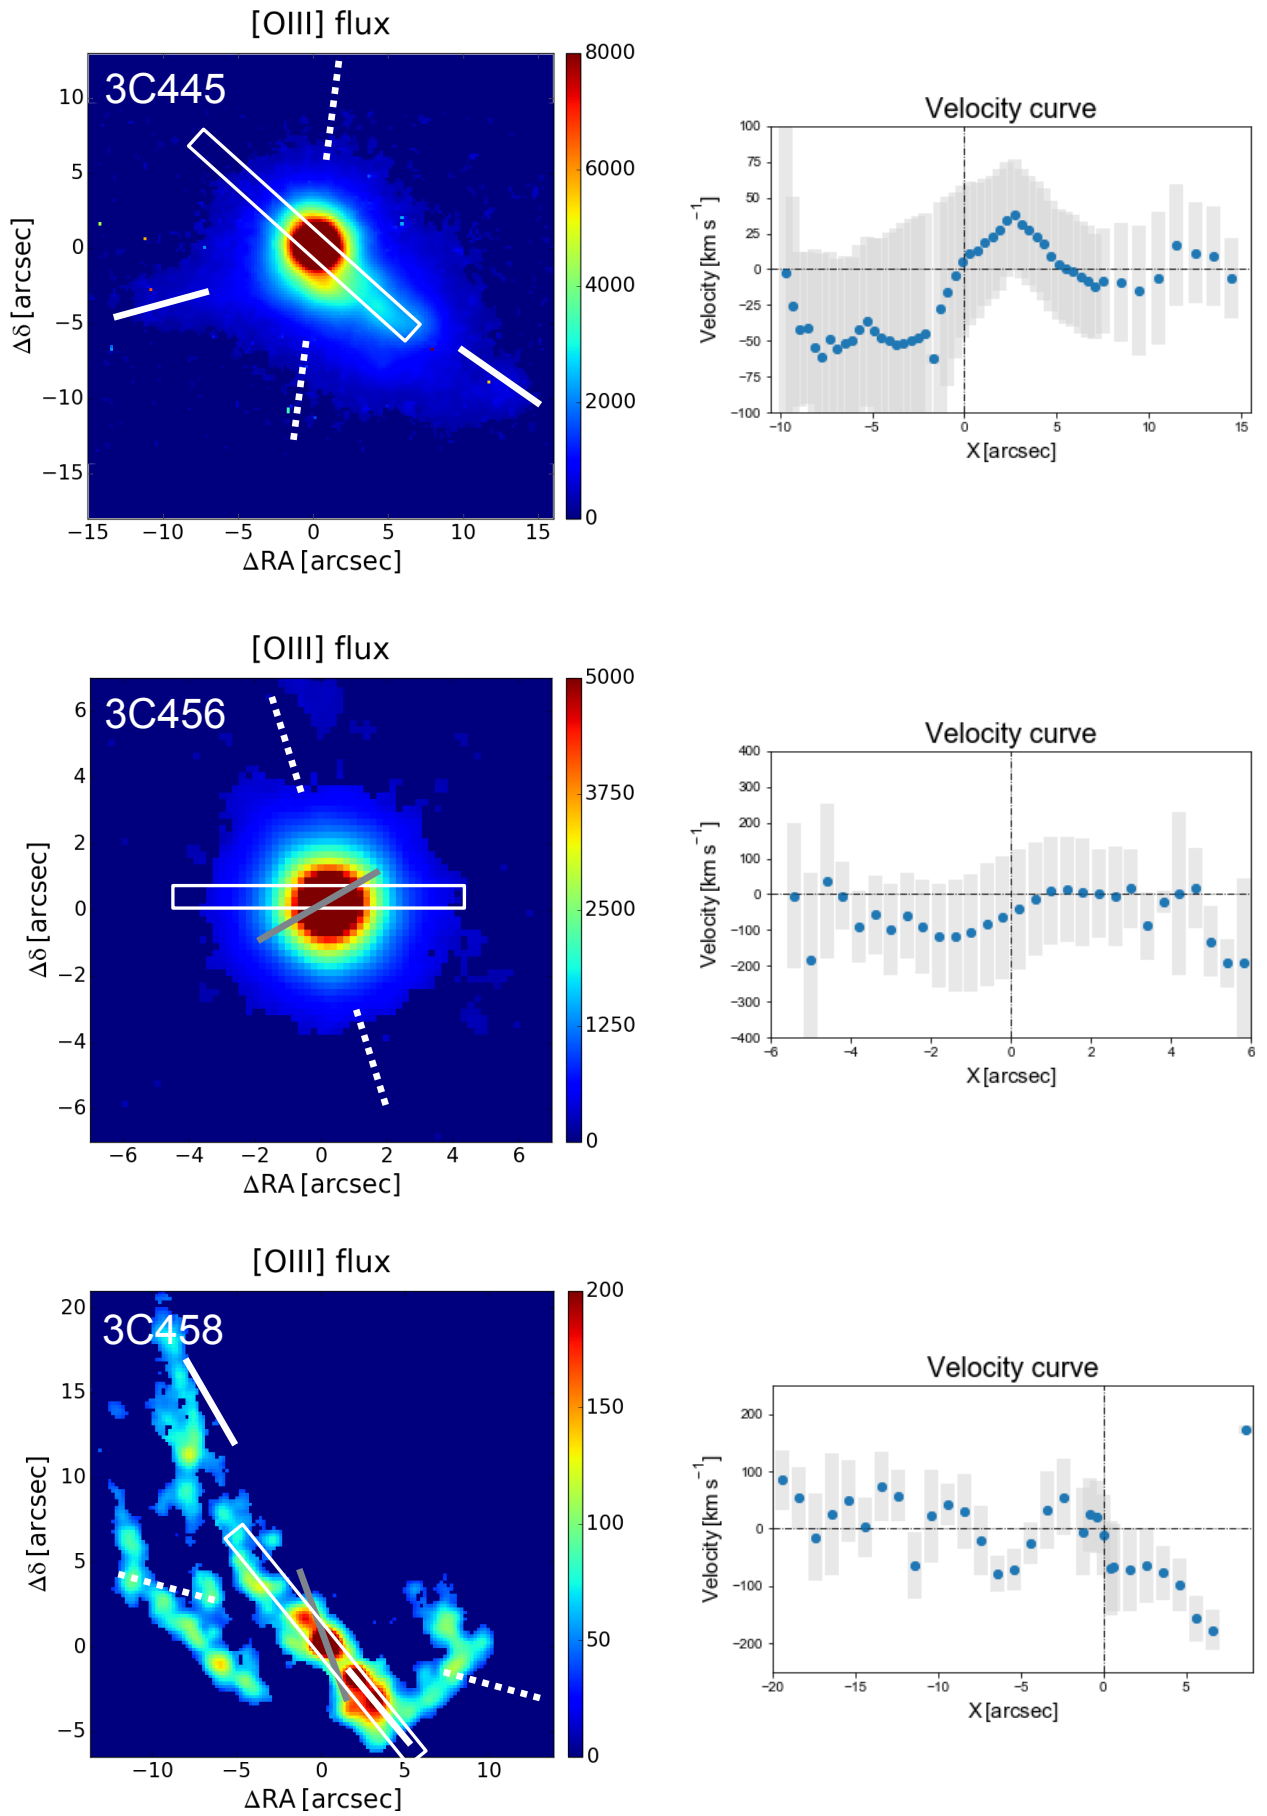 [OIII] flux
3C445
10
5
0
−5
−10
−15
Δδ [arcsec]
−15 −10 −5 0 5 10 15
ΔRA [arcsec]
8000
6000
4000
2000
0
Velocity curve
100
75
50
25
0
−25
−50
−75
−100
Velocity [km s−1]
−10 −5 0 5 10 15
X [arcsec]
[OIII] flux
3C456
6
4
2
0
−2
−4
−6
Δδ [arcsec]
−6 −4 −2 0 2 4 6
ΔRA [arcsec]
5000
3750
2500
1250
0
Velocity curve
400
300
200
100
0
−100
−200
−300
−400
Velocity [km s−1]
−6 −4 −2 0 2 4 6
X [arcsec]
[OIII] flux
3C458
20
15
10
5
0
−5
Δδ [arcsec]
−10 −5 0 5 10
ΔRA [arcsec]
200
150
100
50
0
Velocity curve
200
100
0
−100
−200
Velocity [km s−1]
−20 −15 −10 −5 0 5
X [arcsec]